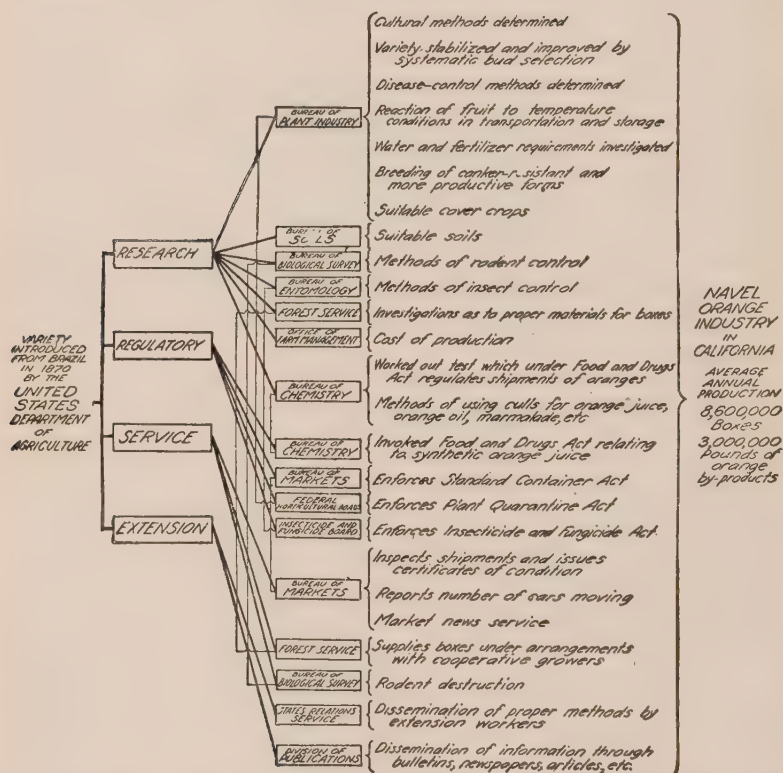 VARIETY
INTRODUCED
FROM BRAZIL
IN 1870
BY THE
UNITED
STATES
DEPARTMENT
OF
AGRICULTURE
RESEARCH
REGULATORY
SERVICE
EXTENSION
BUREAU OF
PLANT INDUSTRY
Cultural methods determined
Variety stabilized and improved by
systematic bud selection
Disease-control methods determined
Reaction of fruit to temperature
conditions in transportation and storage
Water and fertilizer requirements investigated
Breeding of canker-r sistant and
more productive forms
Suitable cover crops
OF
Suitable soils
BUREAU OF
BIOLOGICAL SURVEY
Methods of rodent control
BUREAU OF
ENTOMOLOGY
Methods of insect control
FOREST SERVICE
Investigations as to proper materials for boxes
OFFICE OF
FARM MANAGEMENT
Cost of production
BUREAU OF
CHEMISTRY
Worked out test which under Food and Drugs
Act regulates shipments of oranges
Methods of using culls for orange juice,
orange oil, marmalade, etc
BUREAU OF
CHEMISTRY
Invoked Food and Drugs Act relating
to synthetic orange juice
BUREAU OF
MARKETS
Enforces Standard Container Act
FEDERAL
HORTICULTURAL BOARD
Enforces Plant Quarantine Act
INSECTICIDE AND
FUNGICIDE BOARD
Enforces Insecticide and Fungicide Act.
BUREAU OF
MARKETS
Inspects shipments and issues
certificates of condition
Reports number of cars moving
Market news service
FOREST SERVICE
Supplies boxes under arrangements
with cooperative growers
BUREAU OF
BIOLOGICAL SURVEY
Rodent destruction
STATES RELATIONS
SERVICE
Dissemination of proper methods by
extension workers
DIVISION OF
PUBLICATIONS
Dissemination of information through
bulletins, newspapers, articles, etc.
NAVEL
ORANGE
INDUSTRY
IN
CALIFORNIA
AVERAGE
ANNUAL
PRODUCTION
8,600,000
Boxes
3,000,000
Pounds of
orange
by-products